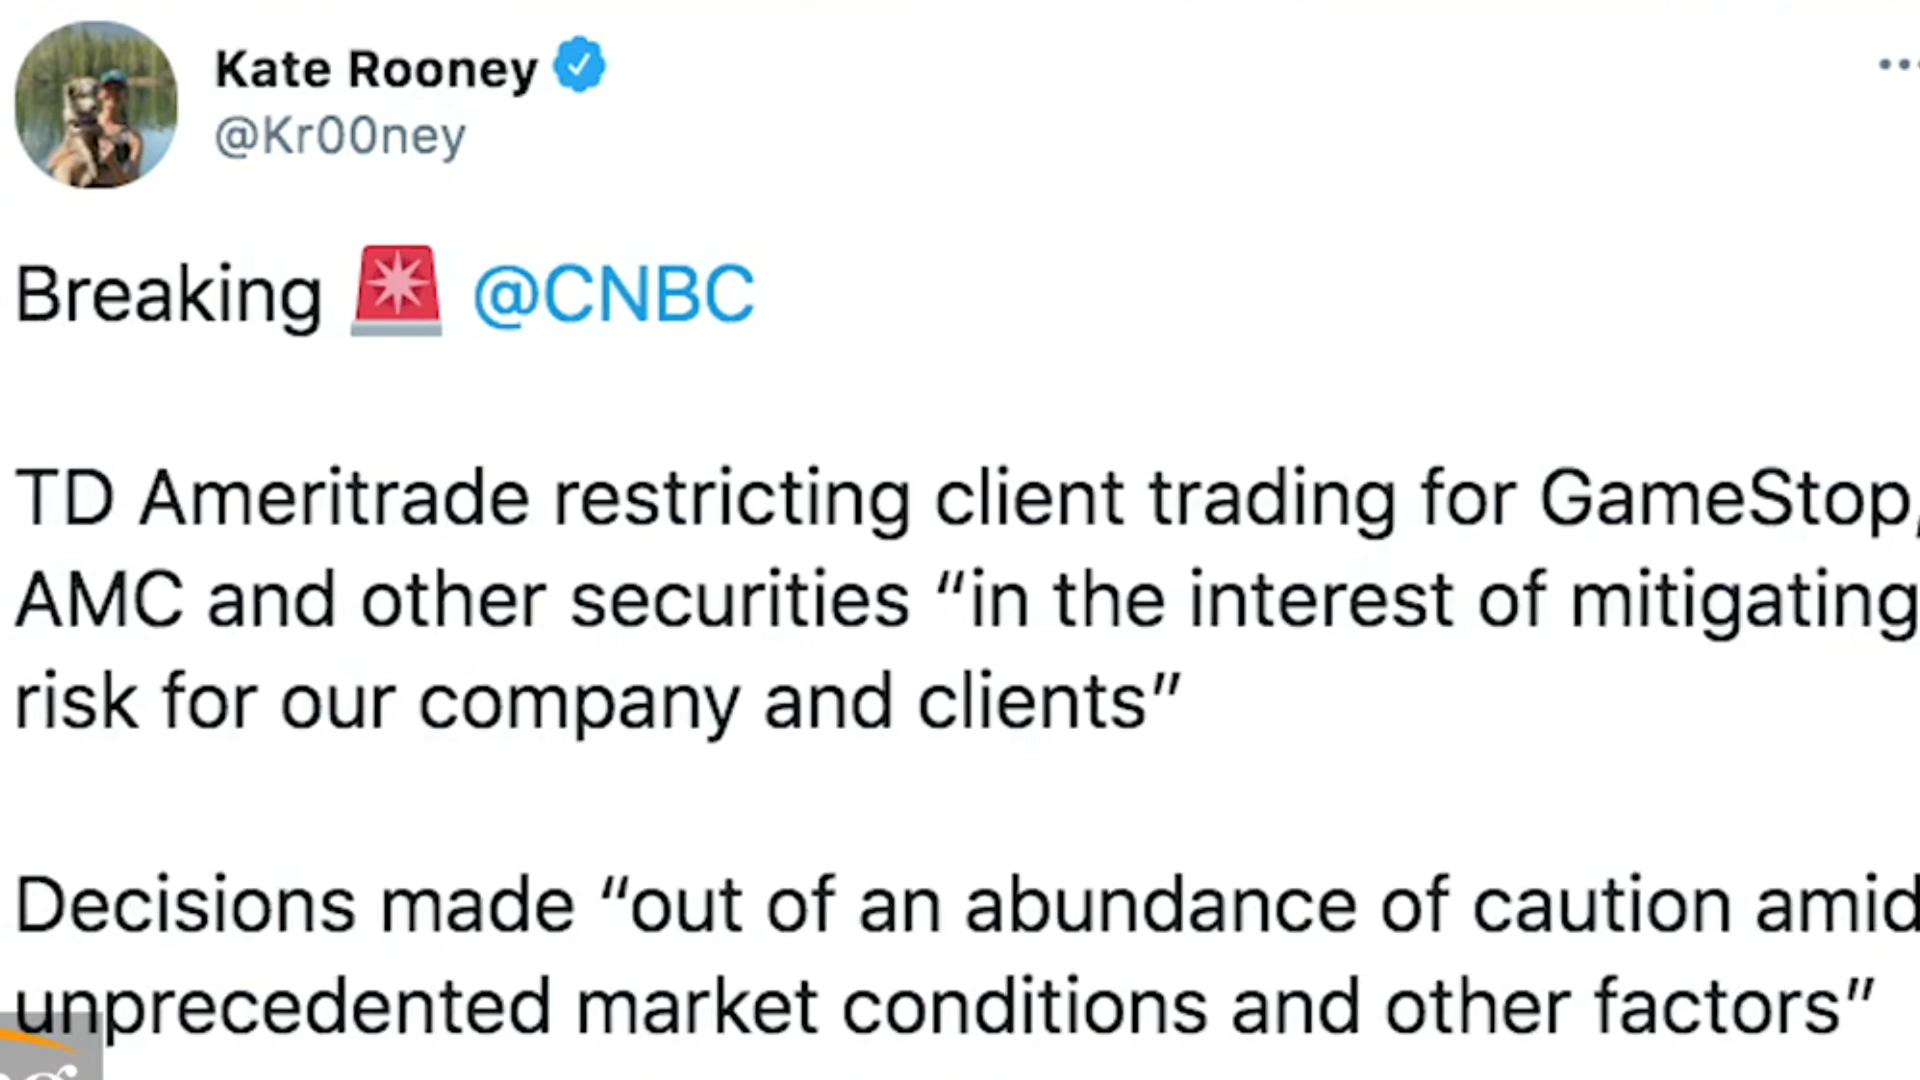 Kate Rooney
@Kr00ney
Breaking 🚨 @CNBC
TD Ameritrade restricting client trading for GameStop,
AMC and other securities “in the interest of mitigating
risk for our company and clients”
Decisions made “out of an abundance of caution amid
unprecedented market conditions and other factors”